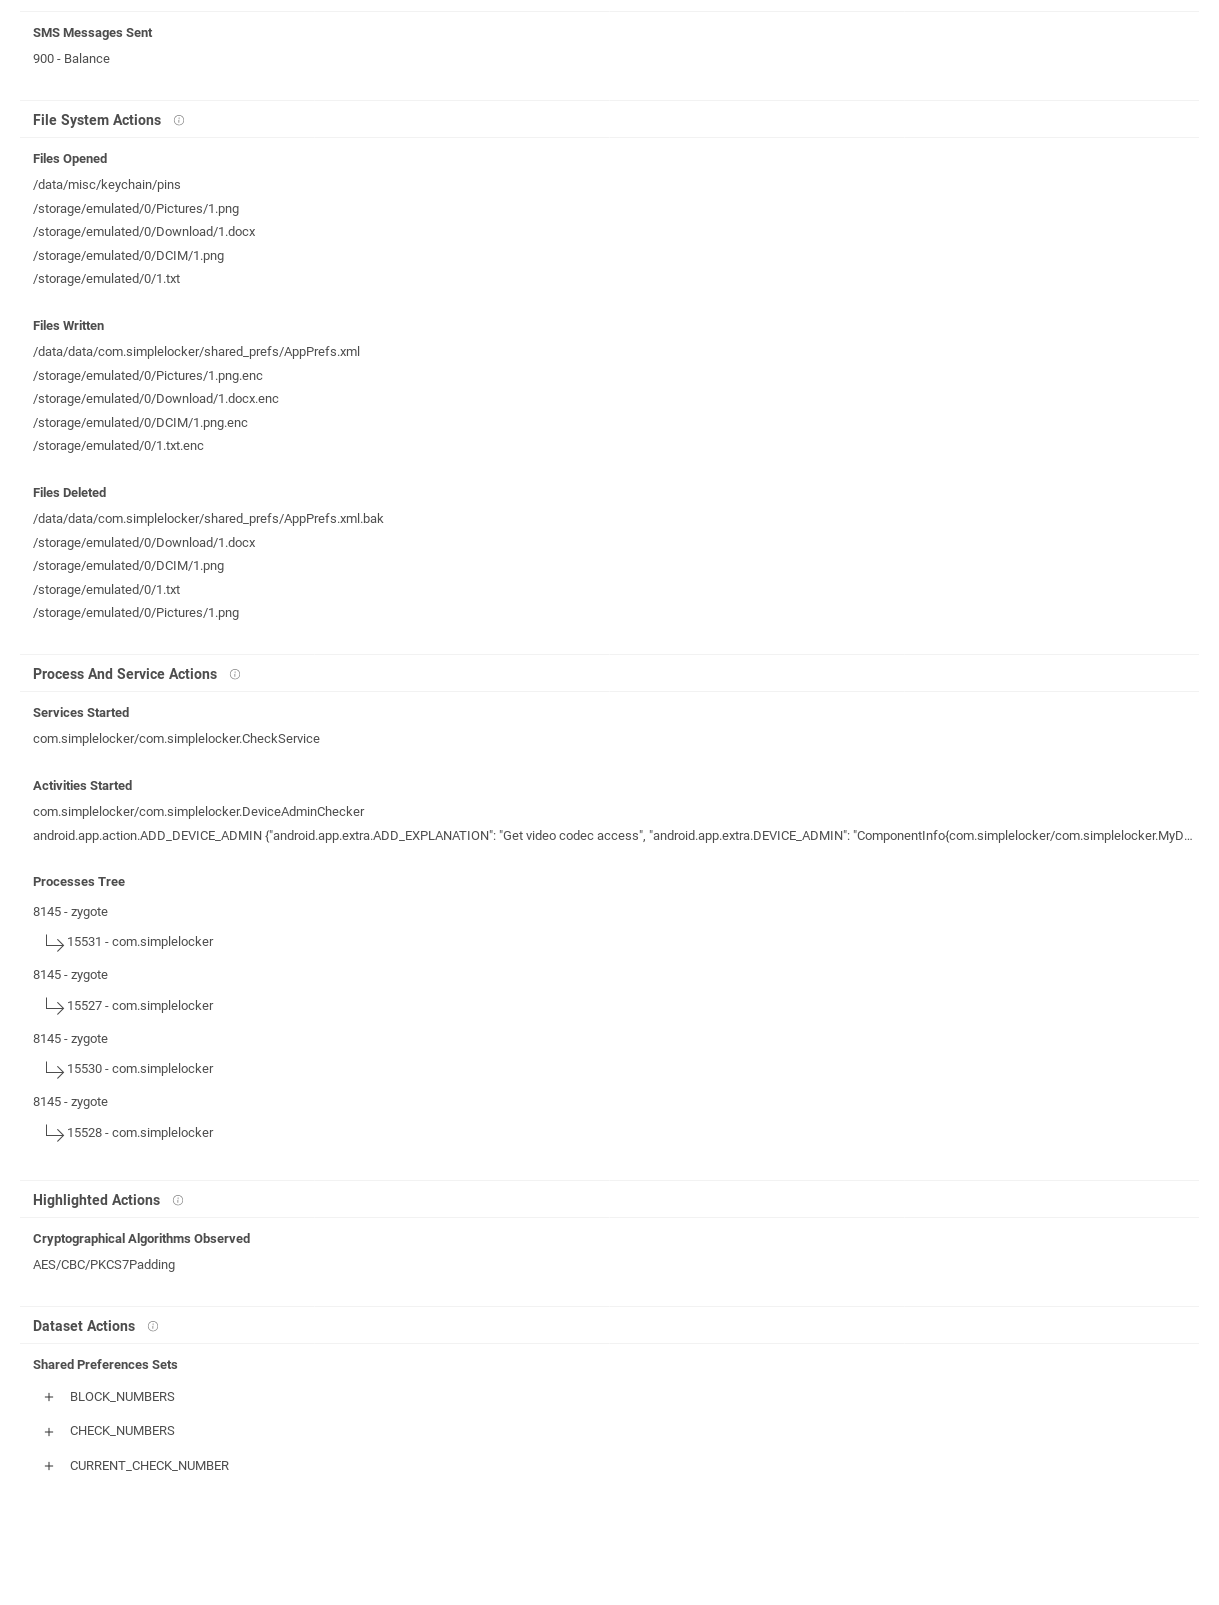 SMS Messages Sent
900 - Balance
File System Actions
Files Opened
/data/misc/keychain/pins
/storage/emulated/0/Pictures/1.png
/storage/emulated/0/Download/1.docx
/storage/emulated/0/DCIM/1.png
/storage/emulated/0/1.txt
Files Written
/data/data/com.simplelocker/shared_prefs/AppPrefs.xml
/storage/emulated/0/Pictures/1.png.enc
/storage/emulated/0/Download/1.docx.enc
/storage/emulated/0/DCIM/1.png.enc
/storage/emulated/0/1.txt.enc
Files Deleted
/data/data/com.simplelocker/shared_prefs/AppPrefs.xml.bak
/storage/emulated/0/Download/1.docx
/storage/emulated/0/DCIM/1.png
/storage/emulated/0/1.txt
/storage/emulated/0/Pictures/1.png
Process And Service Actions
Services Started
com.simplelocker/com.simplelocker.CheckService
Activities Started
com.simplelocker/com.simplelocker.DeviceAdminChecker
android.app.action.ADD_DEVICE_ADMIN {"android.app.extra.ADD_EXPLANATION": "Get video codec access", "android.app.extra.DEVICE_ADMIN": "ComponentInfo{com.simplelocker/com.simplelocker.MyD...
Processes Tree
8145 - zygote
15531 - com.simplelocker
8145 - zygote
15527 - com.simplelocker
8145 - zygote
15530 - com.simplelocker
8145 - zygote
15528 - com.simplelocker
Highlighted Actions
Cryptographical Algorithms Observed
AES/CBC/PKCS7Padding
Dataset Actions
Shared Preferences Sets
+ BLOCK_NUMBERS
+ CHECK_NUMBERS
+ CURRENT_CHECK_NUMBER